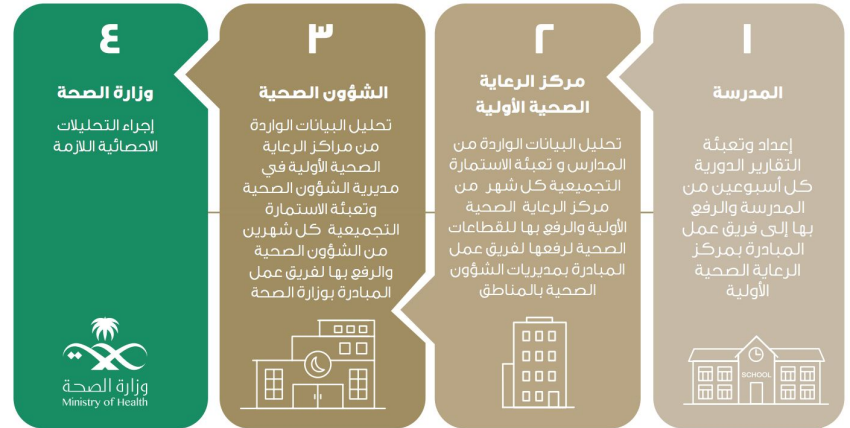 ١
المدرسة
إعداد وتعبئة
التقارير الدورية
كل أسبوعين من
المدرسة والرفع
بها إلى فريق عمل
المبادرة بمركز
الرعاية الصحية
الأولية
SCHOOL
٢
مركز الرعاية
الصحية الأولية
تحليل البيانات الواردة من
المدارس و تعبئة الاستمارة
التجميعية كل شهر من
مركز الرعاية الصحية
الأولية والرفع بها للقطاعات
الصحية لرفعها لفريق عمل
المبادرة بمديريات الشؤون
الصحية بالمناطق
٣
الشؤون الصحية
تحليل البيانات الواردة
من مراكز الرعاية
الصحية الأولية في
مديرية الشؤون الصحية
وتعبئة الاستمارة
التجميعية كل شهرين
من الشؤون الصحية
والرفع بها لفريق عمل
المبادرة بوزارة الصحة
٤
وزارة الصحة
إجراء التحليلات
الاحصائية اللازمة
وزارة الصحة
Ministry of Health